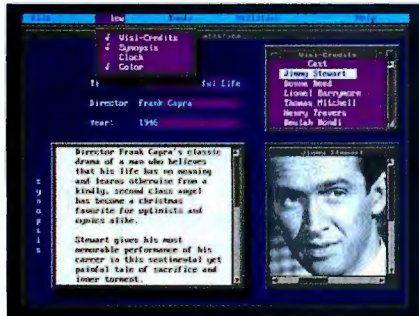 View Tools Utilities Help
Visi-Credits
Synopsis
Clock
Color
ful Life
Director Frank Capra
Year: 1946
Visi-Credits
Cast
Jimmy Stewart
Donna Reed
Lionel Barrymore
Thomas Mitchell
Henry Travers
Beulah Bondi
synopsis
Director Frank Capra's classic
drama of a man who believes
that his life has no meaning
and learns otherwise from a
kindly, second class angel
has become a christmas
favorite for optimists and
cynics alike.
Stewart gives his most
memorable performance of his
career in this sentimental yet
painful tale of sacrifice and
inner torment.
Jimmy Stewart